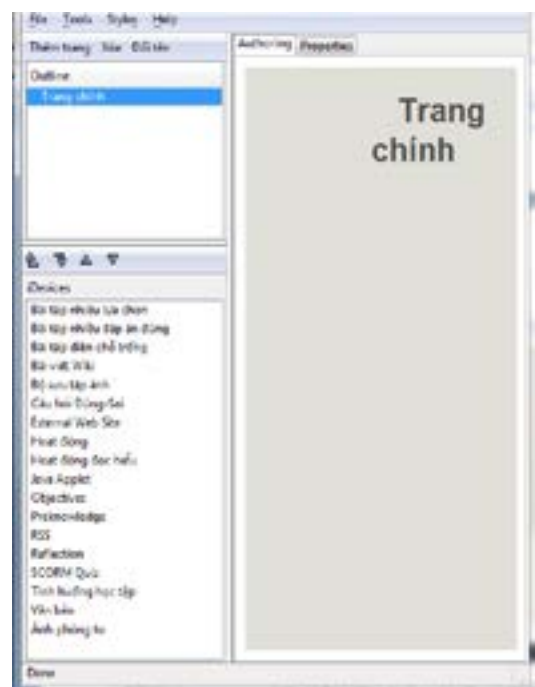 File Tools Styles Help
Thêm trang Xóa Đổi tên
Outline
Trang chính
iDevices
Bài tập nhiều lựa chọn
Bài tập nhiều đáp án đúng
Bài tập điền chỗ trống
Bài viết Wiki
Bộ sưu tập ảnh
Câu hỏi Đúng-Sai
External Web Site
Hoạt động
Hoạt động đọc hiểu
Java Applet
Objectives
Preknowledge
RSS
Reflection
SCORM Quiz
Tình huống học tập
Văn bản
Ảnh phóng to
Done
Authoring Properties
Trang
chính